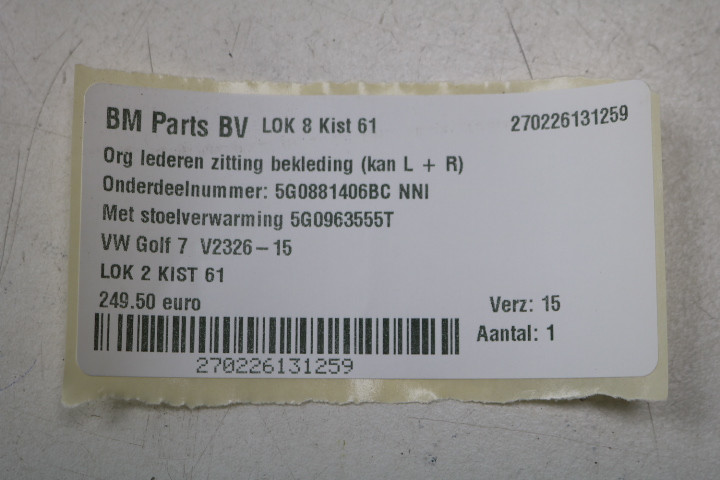 BM Parts BV LOK 8 Kist 61 270226131259
Org lederen zitting bekleding (kan L + R)
Onderdeelnummer: 5G0881406BC NNI
Met stoelverwarming 5G0963555T
VW Golf 7 V2326-15
LOK 2 KIST 61
249.50 euro Verz: 15
Aantal: 1
270226131259